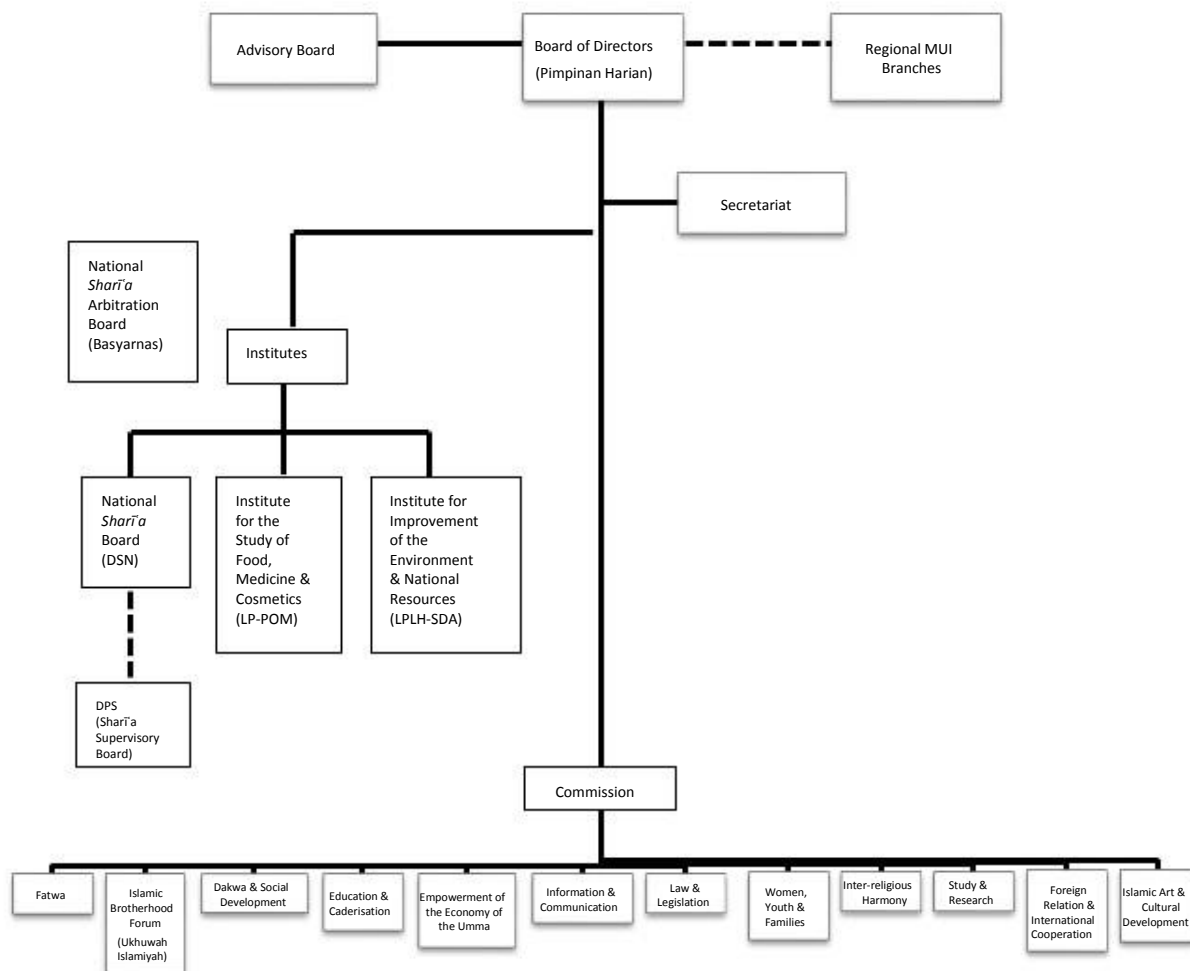 Advisory Board
Board of Directors
(Pimpinan Harian)
Regional MUI
Branches
Secretariat
National
Sharī'a
Arbitration
Board
(Basyarnas)
Institutes
National
Sharī'a
Board
(DSN)
Institute
for the
Study of
Food,
Medicine &
Cosmetics
(LP-POM)
Institute for
Improvement
of the
Environment
& National
Resources
(LPLH-SDA)
DPS
(Sharī'a
Supervisory
Board)
Commission
Fatwa
Islamic
Brotherhood
Forum
(Ukhuwah
Islamiyah)
Dakwa & Social
Development
Education &
Caderisation
Empowerment of
the Economy of
the Umma
Information &
Communication
Law &
Legislation
Women,
Youth &
Families
Inter-religious
Harmony
Study &
Research
Foreign
Relation &
International
Cooperation
Islamic Art &
Cultural
Development